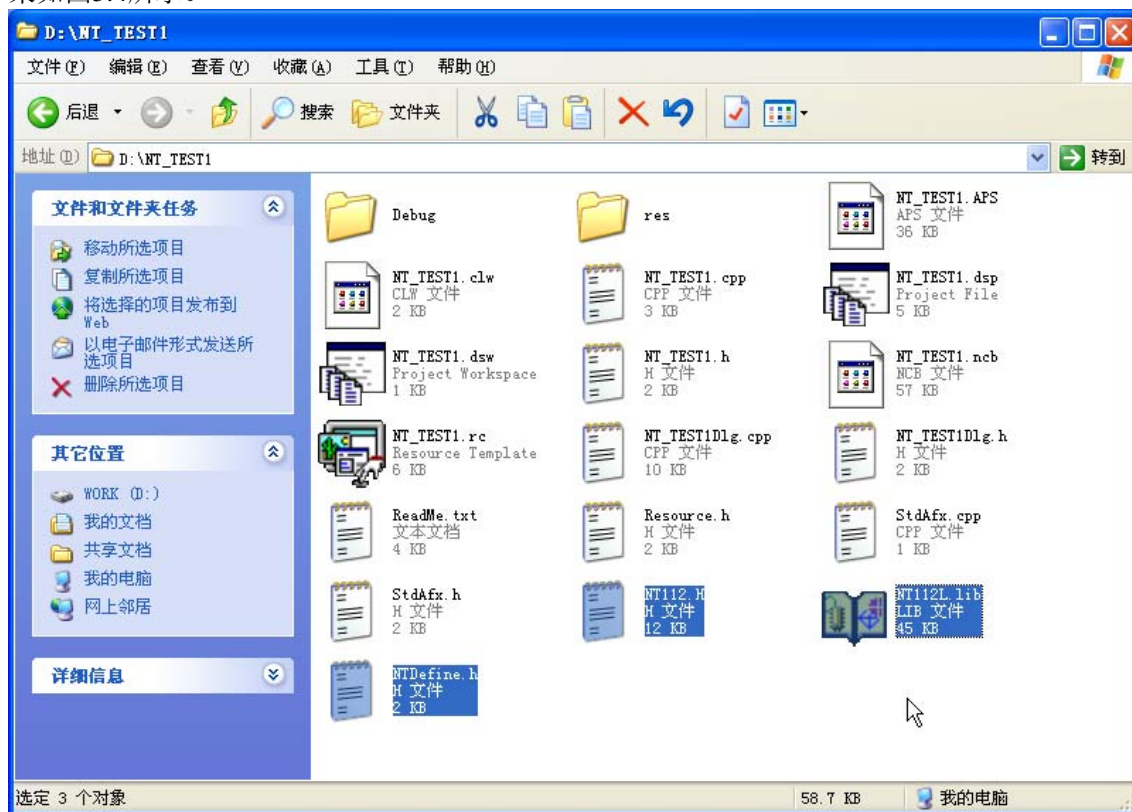 D:\NT_TEST1
文件(F) 编辑(E) 查看(V) 收藏(A) 工具(T) 帮助(H)
后退 搜索 文件夹
地址(D) D:\NT_TEST1 转到
文件和文件夹任务
移动所选项目
复制所选项目
将选择的项目发布到
Web
以电子邮件形式发送所
选项目
删除所选项目
其它位置
WORK (D:)
我的文档
共享文档
我的电脑
网上邻居
详细信息
Debug
res
NT_TEST1.APS
APS 文件
36 KB
NT_TEST1.clw
CLW 文件
2 KB
NT_TEST1.cpp
CPP 文件
3 KB
NT_TEST1.dsp
Project File
5 KB
NT_TEST1.dsw
Project Workspace
1 KB
NT_TEST1.h
H 文件
2 KB
NT_TEST1.ncb
NCB 文件
57 KB
NT_TEST1.rc
Resource Template
6 KB
NT_TEST1Dlg.cpp
CPP 文件
10 KB
NT_TEST1Dlg.h
H 文件
2 KB
ReadMe.txt
文本文档
4 KB
Resource.h
H 文件
2 KB
StdAfx.cpp
CPP 文件
1 KB
StdAfx.h
H 文件
2 KB
NT112.H
H 文件
12 KB
NT112L.lib
LIB 文件
45 KB
NTDefine.h
H 文件
2 KB
选定 3 个对象 58.7 KB 我的电脑